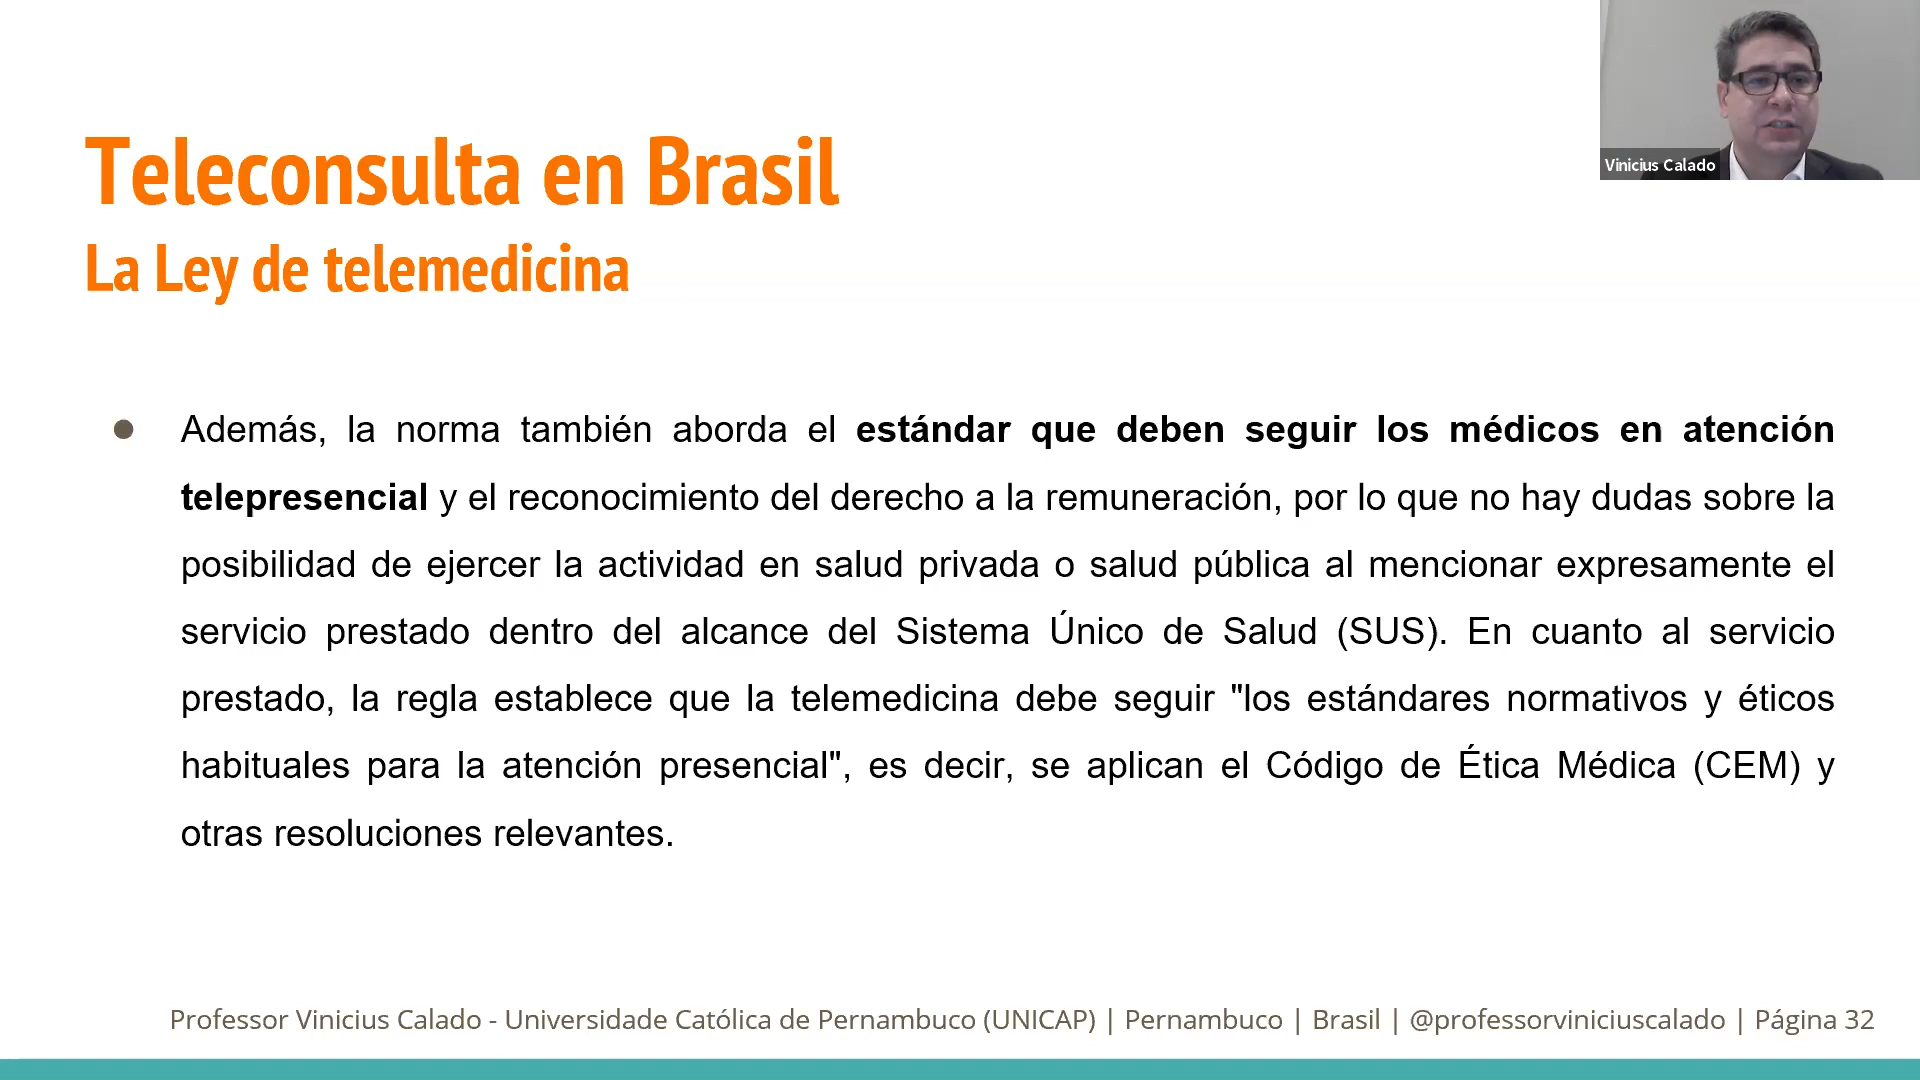 Vinicius Calado
Teleconsulta en Brasil
La Ley de telemedicina
● Además, la norma también aborda el estándar que deben seguir los médicos en atención
telepresencial y el reconocimiento del derecho a la remuneración, por lo que no hay dudas sobre la
posibilidad de ejercer la actividad en salud privada o salud pública al mencionar expresamente el
servicio prestado dentro del alcance del Sistema Único de Salud (SUS). En cuanto al servicio
prestado, la regla establece que la telemedicina debe seguir "los estándares normativos y éticos
habituales para la atención presencial", es decir, se aplican el Código de Ética Médica (CEM) y
otras resoluciones relevantes.
Professor Vinicius Calado - Universidade Católica de Pernambuco (UNICAP) | Pernambuco | Brasil | @professorviniciuscalado | Página 32